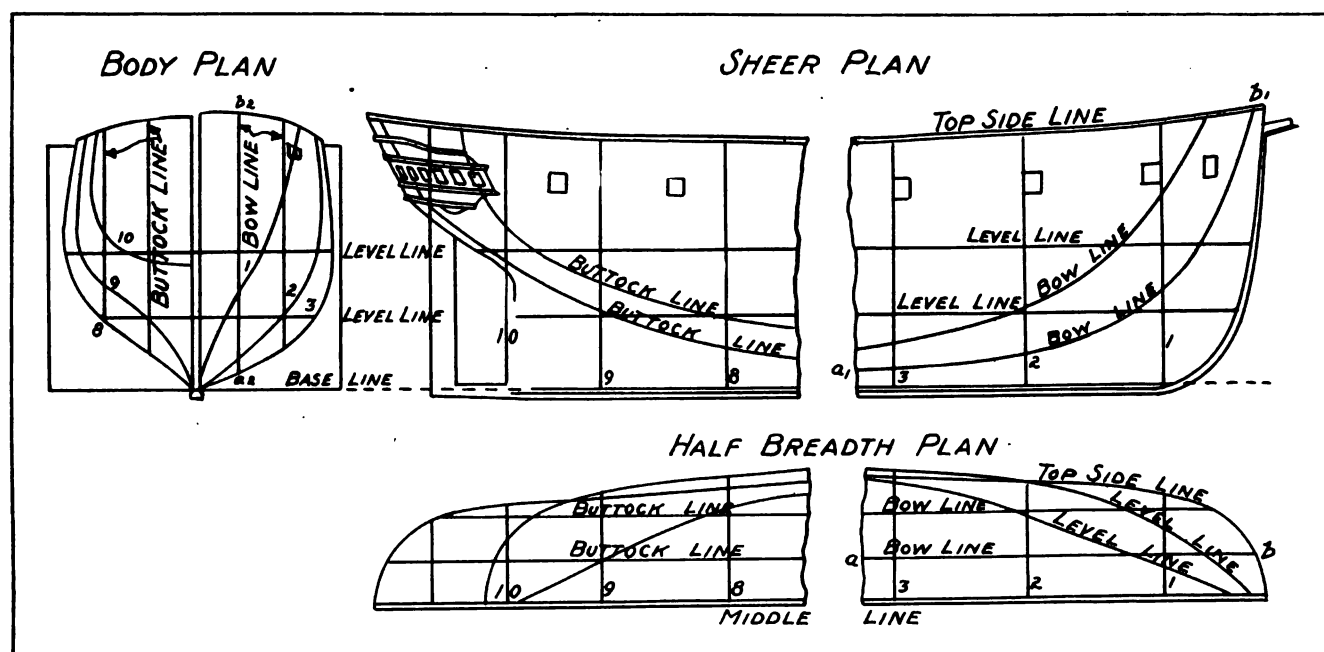 BODY PLAN
SHEER PLAN
b2
b1
TOP SIDE LINE
BUTTOCK LINE
BOW LINE
10
1
9
2
3
8
LEVEL LINE
LEVEL LINE
a2
BASE LINE
BUTTOCK LINE
BUTTOCK LINE
10
9
8
LEVEL LINE
BOW LINE
LEVEL LINE
BOW LINE
a1
3
2
1
HALF BREADTH PLAN
TOP SIDE LINE
BUTTOCK LINE
BUTTOCK LINE
10
9
8
BOW LINE
LEVEL LINE
LEVEL LINE
a
BOW LINE
b
3
2
1
MIDDLE LINE